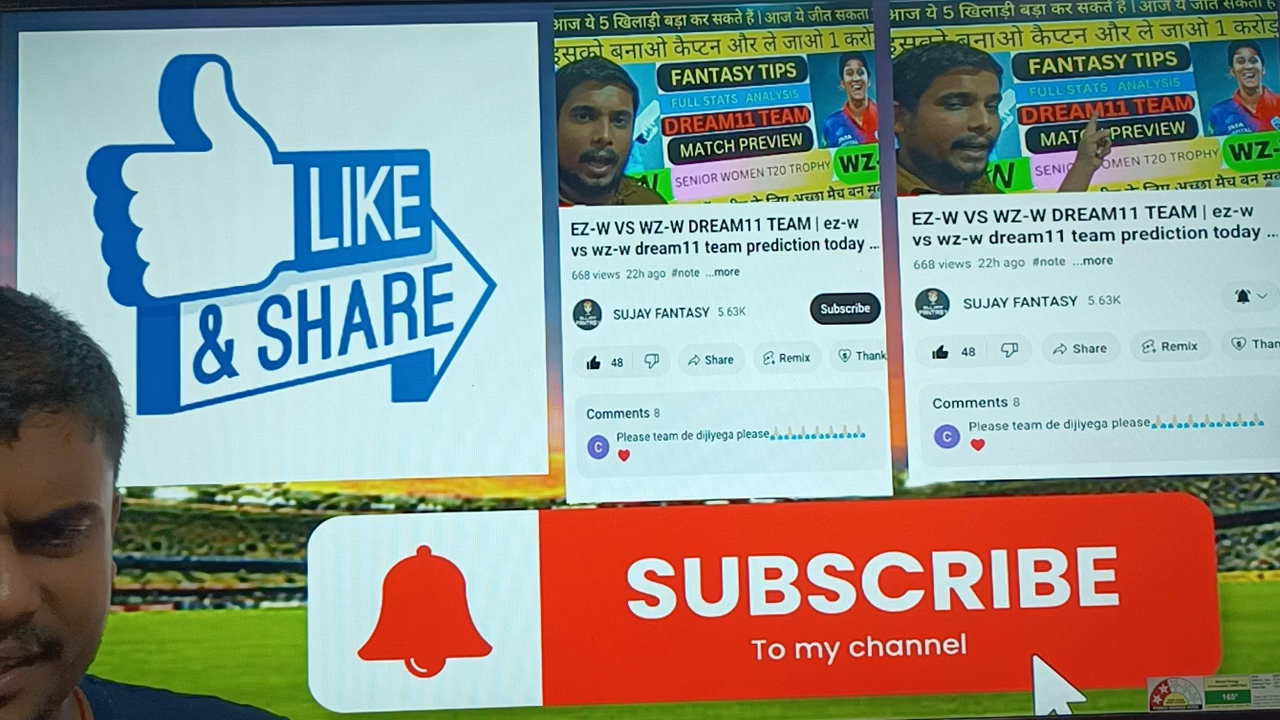 LIKE
& SHARE
आज ये 5 खिलाड़ी बड़ा कर सकते हैं | आज ये जीत सकता
इसको बनाओ कैप्टन और ले जाओ 1 करो
FANTASY TIPS
FULL STATS ANALYSIS
DREAM11 TEAM
MATCH PREVIEW
SENIOR WOMEN T20 TROPHY
WZ-
N
के लिए अच्छा मैच बन
EZ-W VS WZ-W DREAM11 TEAM | ez-w
vs wz-w dream11 team prediction today ...
668 views 22h ago #note ...more
SUJAY FANTASY 5.63K
Subscribe
48 Share Remix Thank
Comments 8
C Please team de dijiyega please🙏🏻🙏🏻🙏🏻🙏🏻🙏🏻🙏🏻🙏🏻🙏🏻🙏🏻
❤️
आज ये 5 खिलाड़ी बड़ा कर सकते हैं | आज ये जीत सकता है
इसको बनाओ कैप्टन और ले जाओ 1 करोड़
FANTASY TIPS
FULL STATS ANALYSIS
DREAM11 TEAM
MATCH PREVIEW
OMEN T20 TROPHY
WZ-
N
के लिए अच्छा मैच बन स
EZ-W VS WZ-W DREAM11 TEAM | ez-w
vs wz-w dream11 team prediction today ...
668 views 22h ago #note ...more
SUJAY FANTASY 5.63K
48 Share Remix Than
Comments 8
C Please team de dijiyega please🙏🏻🙏🏻🙏🏻🙏🏻🙏🏻🙏🏻🙏🏻🙏🏻🙏🏻
❤️
SUBSCRIBE
To my channel
165